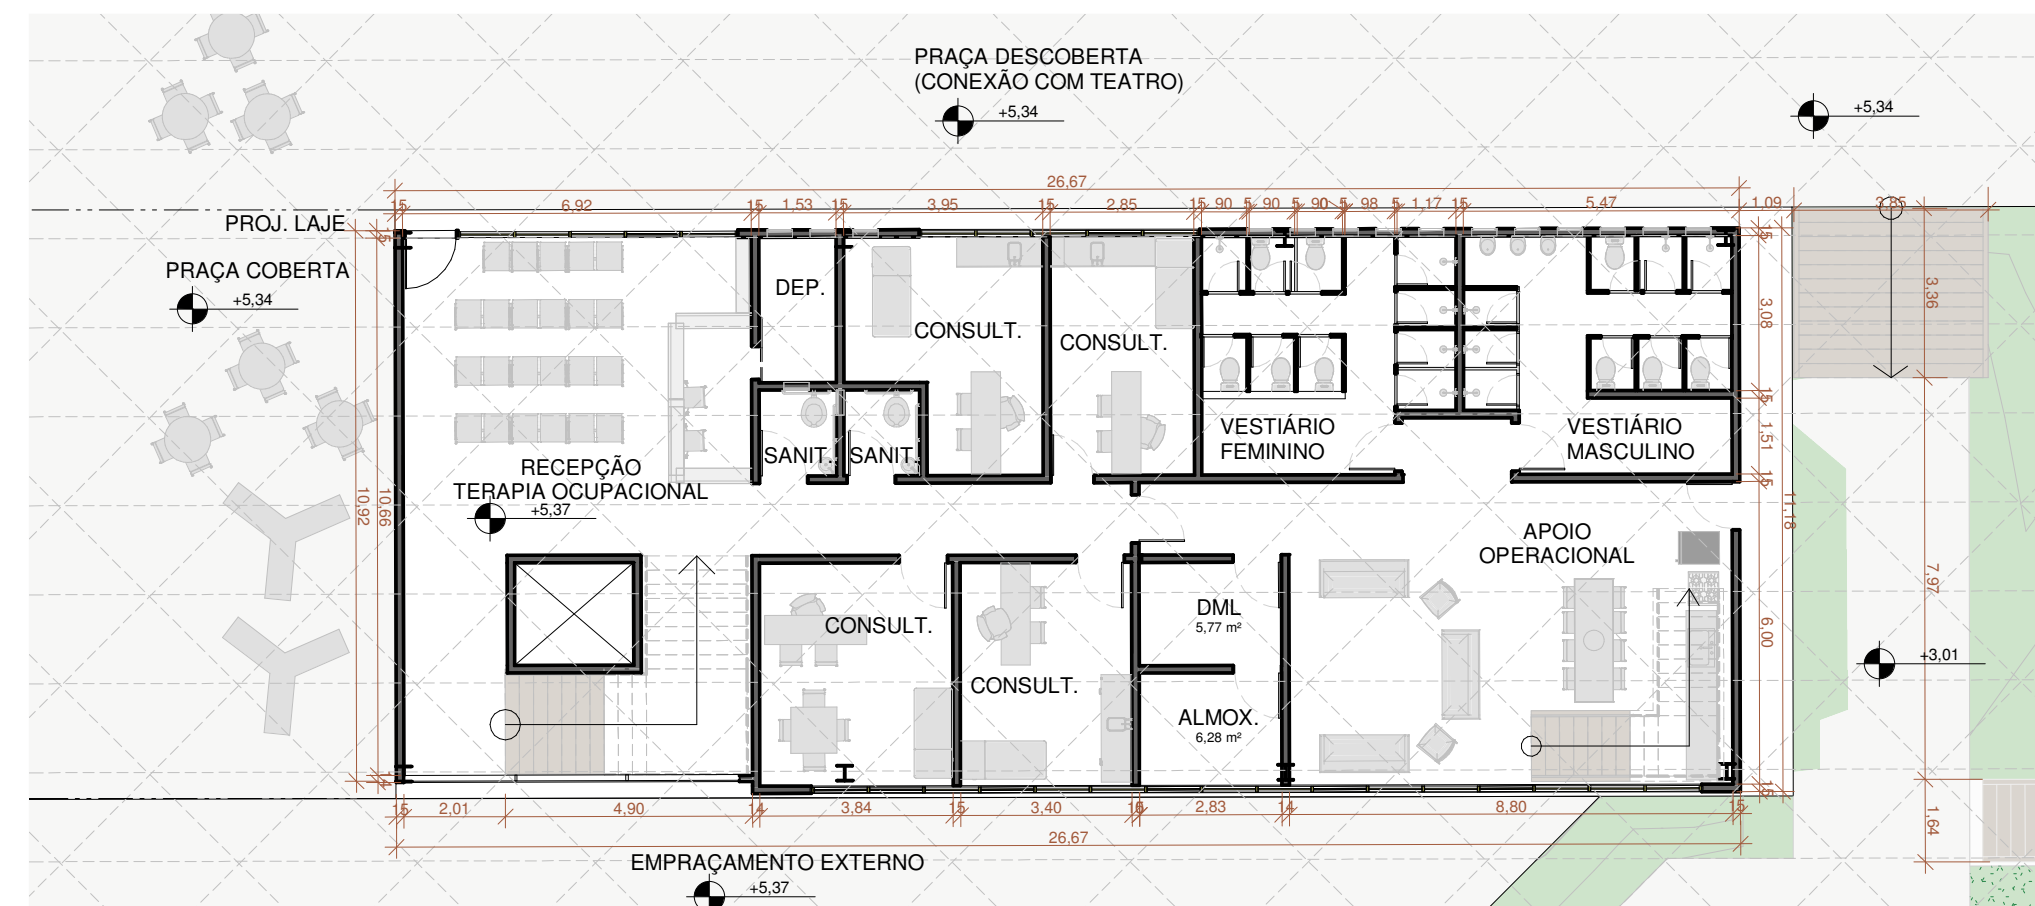 PRAÇA DESCOBERTA
(CONEXÃO COM TEATRO)
+5,34
+5,34
26,67
15 6,92 15 1,53 15 3,95 15 2,85 15 90 5 90 5 90 5 98 5 1,17 15 5,47 1,09 3,85
PROJ. LAJE
PRAÇA COBERTA
+5,34
15
15
3,36
3,08
DEP.
CONSULT.
CONSULT.
VESTIÁRIO
FEMININO
VESTIÁRIO
MASCULINO
15
1,51
15
SANIT.
SANIT.
RECEPÇÃO
TERAPIA OCUPACIONAL
+5,37
10,92
10,66
11,18
APOIO
OPERACIONAL
7,97
6,00
DML
5,77 m²
CONSULT.
CONSULT.
ALMOX.
6,28 m²
+3,01
15
1,64
15 2,01 4,90 14 3,84 15 3,40 2,83 14 8,80 15
26,67
EMPRAÇAMENTO EXTERNO
+5,37